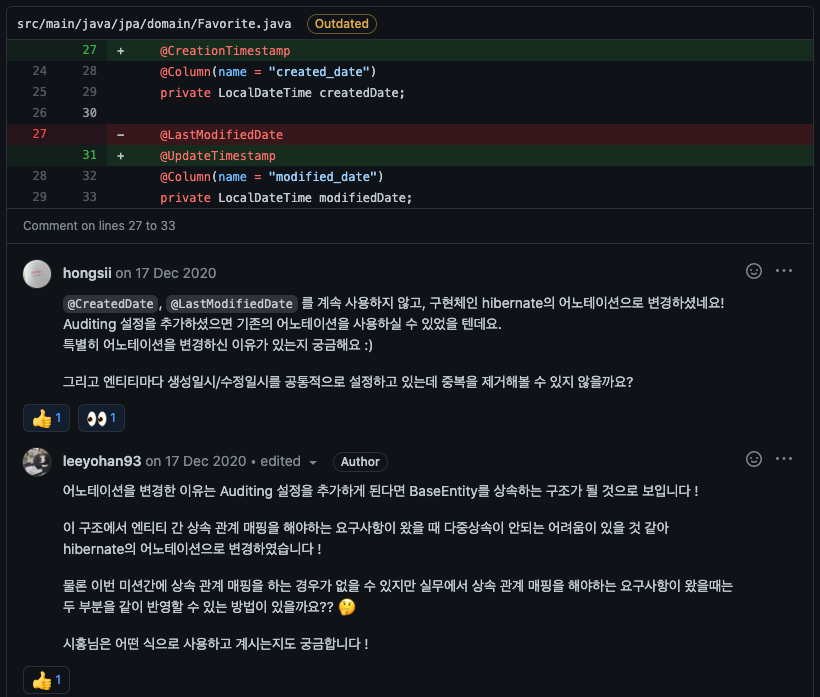 src/main/java/jpa/domain/Favorite.java Outdated
27 + @CreationTimestamp
24 28 @Column(name = "created_date")
25 29 private LocalDateTime createdDate;
26 30
27 - @LastModifiedDate
31 + @UpdateTimestamp
28 32 @Column(name = "modified_date")
29 33 private LocalDateTime modifiedDate;
Comment on lines 27 to 33
hongsii on 17 Dec 2020
@CreatedDate, @LastModifiedDate 를 계속 사용하지 않고, 구현체인 hibernate의 어노테이션으로 변경하셨네요!
Auditing 설정을 추가하셨으면 기존의 어노테이션을 사용하실 수 있었을 텐데요.
특별히 어노테이션을 변경하신 이유가 있는지 궁금해요 :)
그리고 엔티티마다 생성일시/수정일시를 공통적으로 설정하고 있는데 중복을 제거해볼 수 있지 않을까요?
👍 1 👀 1
leeyohan93 on 17 Dec 2020 • edited Author
어노테이션을 변경한 이유는 Auditing 설정을 추가하게 된다면 BaseEntity를 상속하는 구조가 될 것으로 보입니다 !
이 구조에서 엔티티 간 상속 관계 매핑을 해야하는 요구사항이 왔을 때 다중상속이 안되는 어려움이 있을 것 같아
hibernate의 어노테이션으로 변경하였습니다 !
물론 이번 미션간에 상속 관계 매핑을 하는 경우가 없을 수 있지만 실무에서 상속 관계 매핑을 해야하는 요구사항이 왔을때는
두 부분을 같이 반영할 수 있는 방법이 있을까요?? 🤔
시홍님은 어떤 식으로 사용하고 계시는지도 궁금합니다 !
👍 1